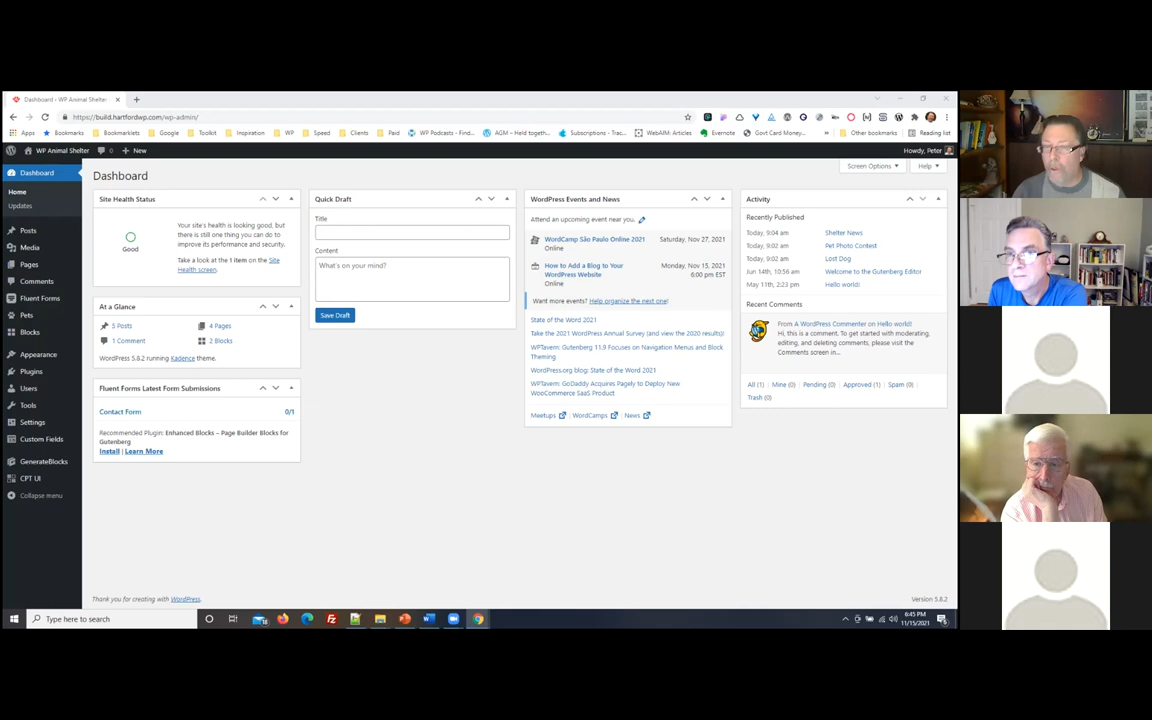 Dashboard - WP Animal Shelter
https://build.hartfordwp.com/wp-admin/
Apps Bookmarks Bookmarklets Google Toolkit Inspiration WP Speed Clients Paid WP Podcasts - Find... AGM – Held togeth... Subscriptions - Trac... WebAIM: Articles Evernote Govt Card Money... » Other bookmarks Reading list
WP Animal Shelter 0 New Howdy, Peter
Screen Options Help
Dashboard
Home
Updates
Posts
Media
Pages
Comments
Fluent Forms
Pets
Blocks
Appearance
Plugins
Users
Tools
Settings
Custom Fields
GenerateBlocks
CPT UI
Collapse menu
Dashboard
Site Health Status
Good
Your site's health is looking good, but
there is still one thing you can do to
improve its performance and security.
Take a look at the 1 item on the Site
Health screen.
At a Glance
5 Posts 4 Pages
1 Comment 2 Blocks
WordPress 5.8.2 running Kadence theme.
Fluent Forms Latest Form Submissions
Contact Form 0/1
Recommended Plugin: Enhanced Blocks – Page Builder Blocks for
Gutenberg
Install | Learn More
Quick Draft
Title
Content
What's on your mind?
Save Draft
WordPress Events and News
Attend an upcoming event near you.
WordCamp São Paulo Online 2021 Saturday, Nov 27, 2021
Online
How to Add a Blog to Your Monday, Nov 15, 2021
WordPress Website 6:00 pm EST
Online
Want more events? Help organize the next one!
State of the Word 2021
Take the 2021 WordPress Annual Survey (and view the 2020 results)!
WPTavern: Gutenberg 11.9 Focuses on Navigation Menus and Block
Theming
WordPress.org blog: State of the Word 2021
WPTavern: GoDaddy Acquires Pagely to Deploy New
WooCommerce SaaS Product
Meetups | WordCamps | News
Activity
Recently Published
Today, 9:04 am Shelter News
Today, 9:02 am Pet Photo Contest
Today, 9:02 am Lost Dog
Jun 14th, 10:56 am Welcome to the Gutenberg Editor
May 11th, 2:23 pm Hello world!
Recent Comments
From A WordPress Commenter on Hello world!
Hi, this is a comment. To get started with moderating,
editing, and deleting comments, please visit the
Comments screen in...
All (1) | Mine (0) | Pending (0) | Approved (1) | Spam (0) |
Trash (0)
Thank you for creating with WordPress. Version 5.8.2
Type here to search
6:45 PM
11/15/2021